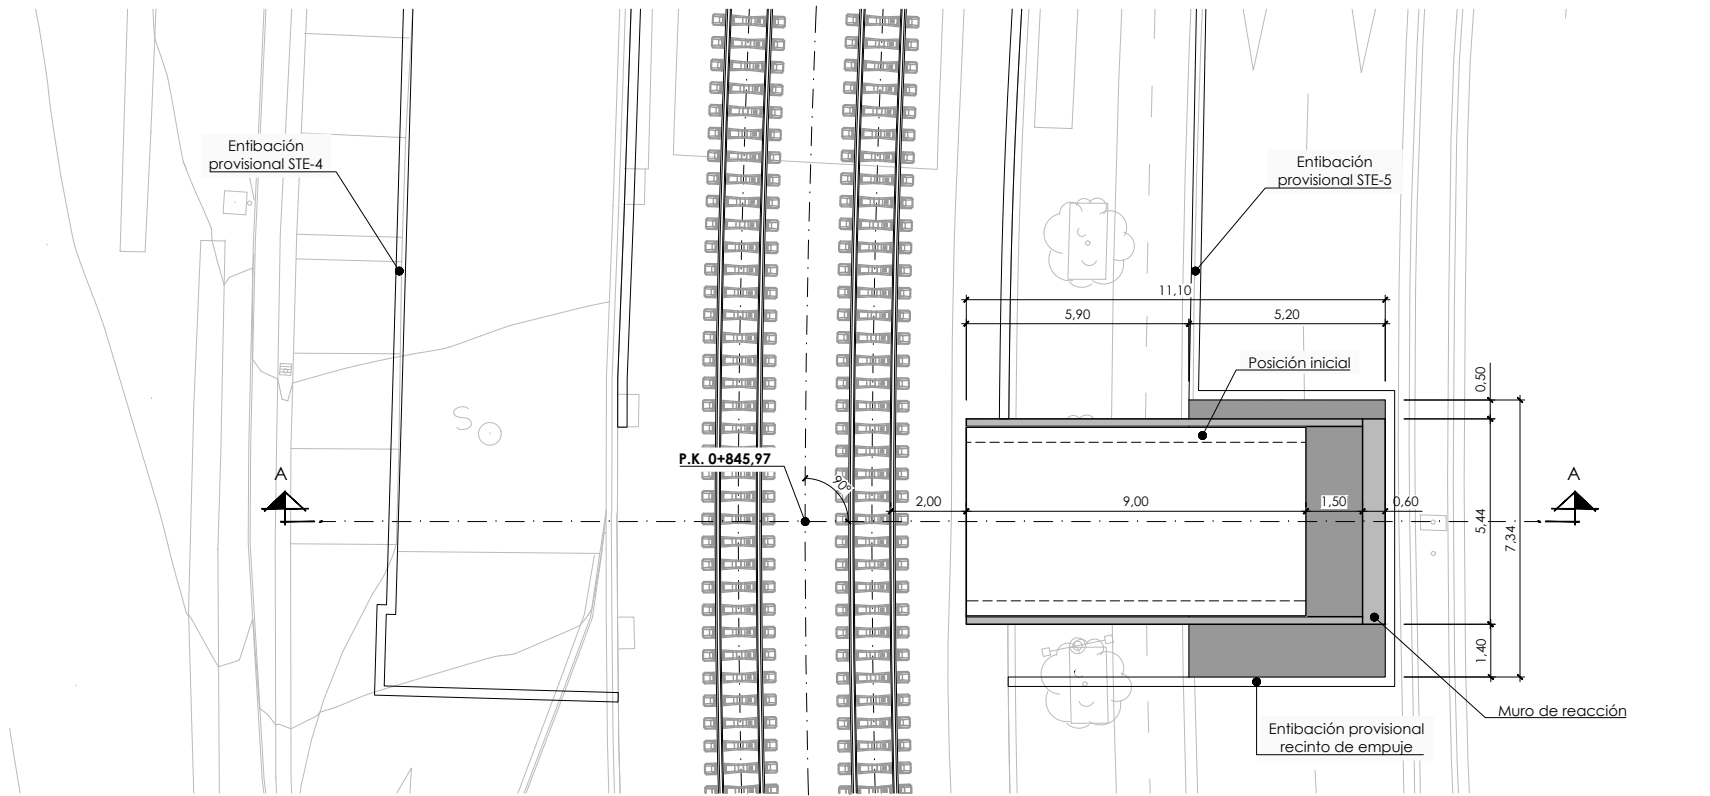 Entibación
provisional STE-4
Entibación
provisional STE-5
11,10
5,90
5,20
Posición inicial
0,50
P.K. 0+845,97
90°
A
A
2,00
9,00
1,50
0,60
5,44
7,34
1,40
Muro de reacción
Entibación provisional
recinto de empuje